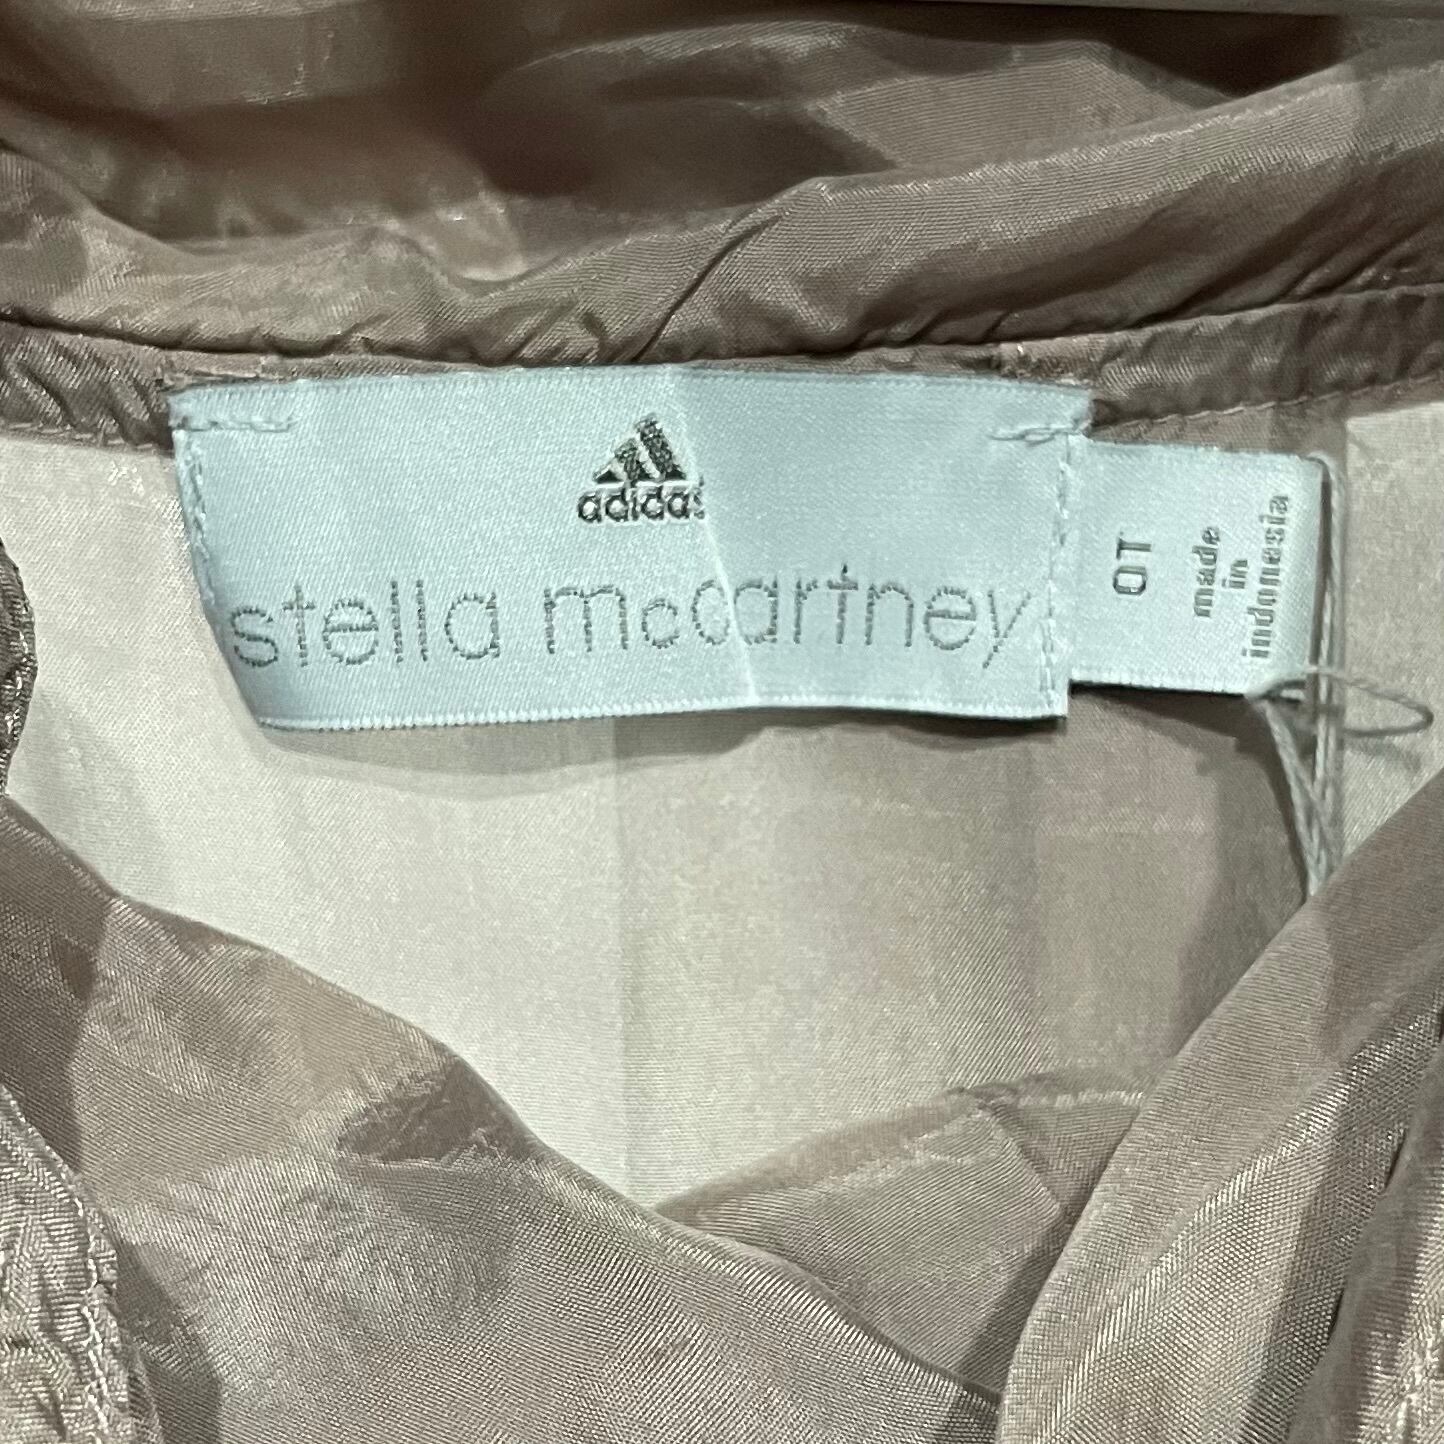 adidas
stella mccartney
OT
made
in
indonesia